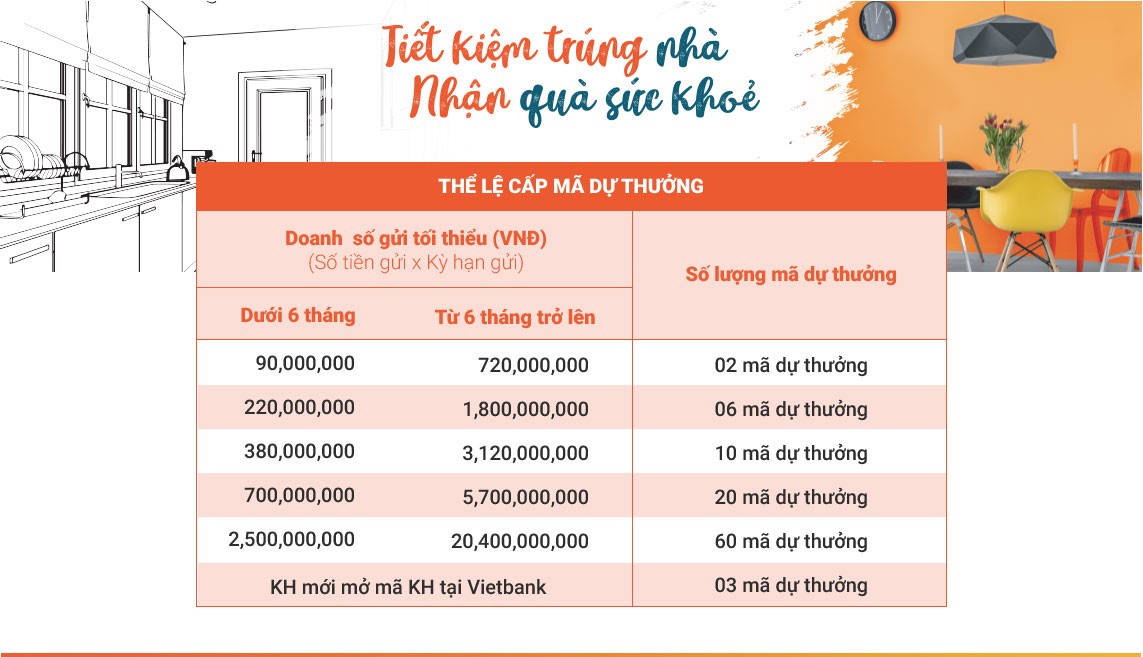 Tiết kiệm trúng nhà
Nhận quà sức khoẻ
THỂ LỆ CẤP MÃ DỰ THƯỞNG
Doanh số gửi tối thiểu (VNĐ)
(Số tiền gửi x Kỳ hạn gửi)
Số lượng mã dự thưởng
Dưới 6 tháng Từ 6 tháng trở lên
90,000,000 720,000,000 02 mã dự thưởng
220,000,000 1,800,000,000 06 mã dự thưởng
380,000,000 3,120,000,000 10 mã dự thưởng
700,000,000 5,700,000,000 20 mã dự thưởng
2,500,000,000 20,400,000,000 60 mã dự thưởng
KH mới mở mã KH tại Vietbank 03 mã dự thưởng